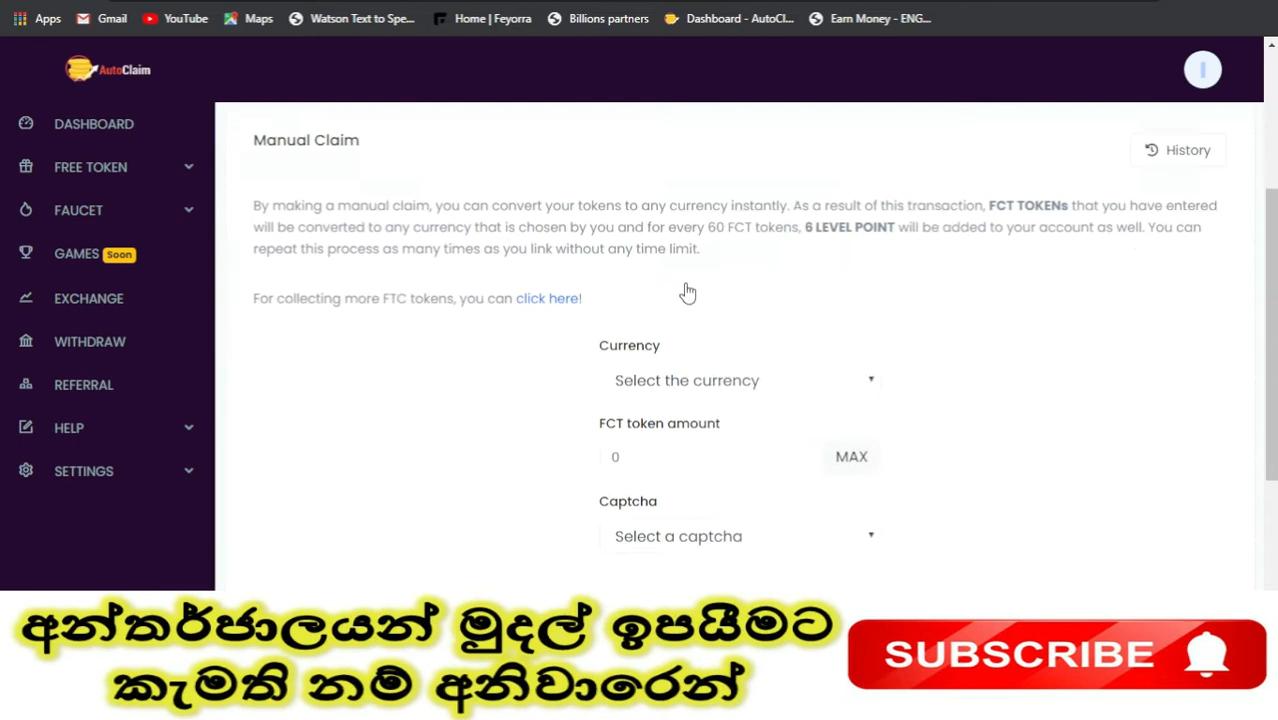 Apps Gmail YouTube Maps Watson Text to Spe... Home | Feyorra Billions partners Dashboard - AutoCl... Earn Money - ENG...
AutoClaim
DASHBOARD
FREE TOKEN
FAUCET
GAMES Soon
EXCHANGE
WITHDRAW
REFERRAL
HELP
SETTINGS
Manual Claim
History
By making a manual claim, you can convert your tokens to any currency instantly. As a result of this transaction, FCT TOKENs that you have entered
will be converted to any currency that is chosen by you and for every 60 FCT tokens, 6 LEVEL POINT will be added to your account as well. You can
repeat this process as many times as you link without any time limit.
For collecting more FTC tokens, you can click here!
Currency
Select the currency
FCT token amount
0 MAX
Captcha
Select a captcha
අන්තර්ජාලයන් මුදල් ඉපයීමට
කැමති නම් අනිවාරෙන්
SUBSCRIBE